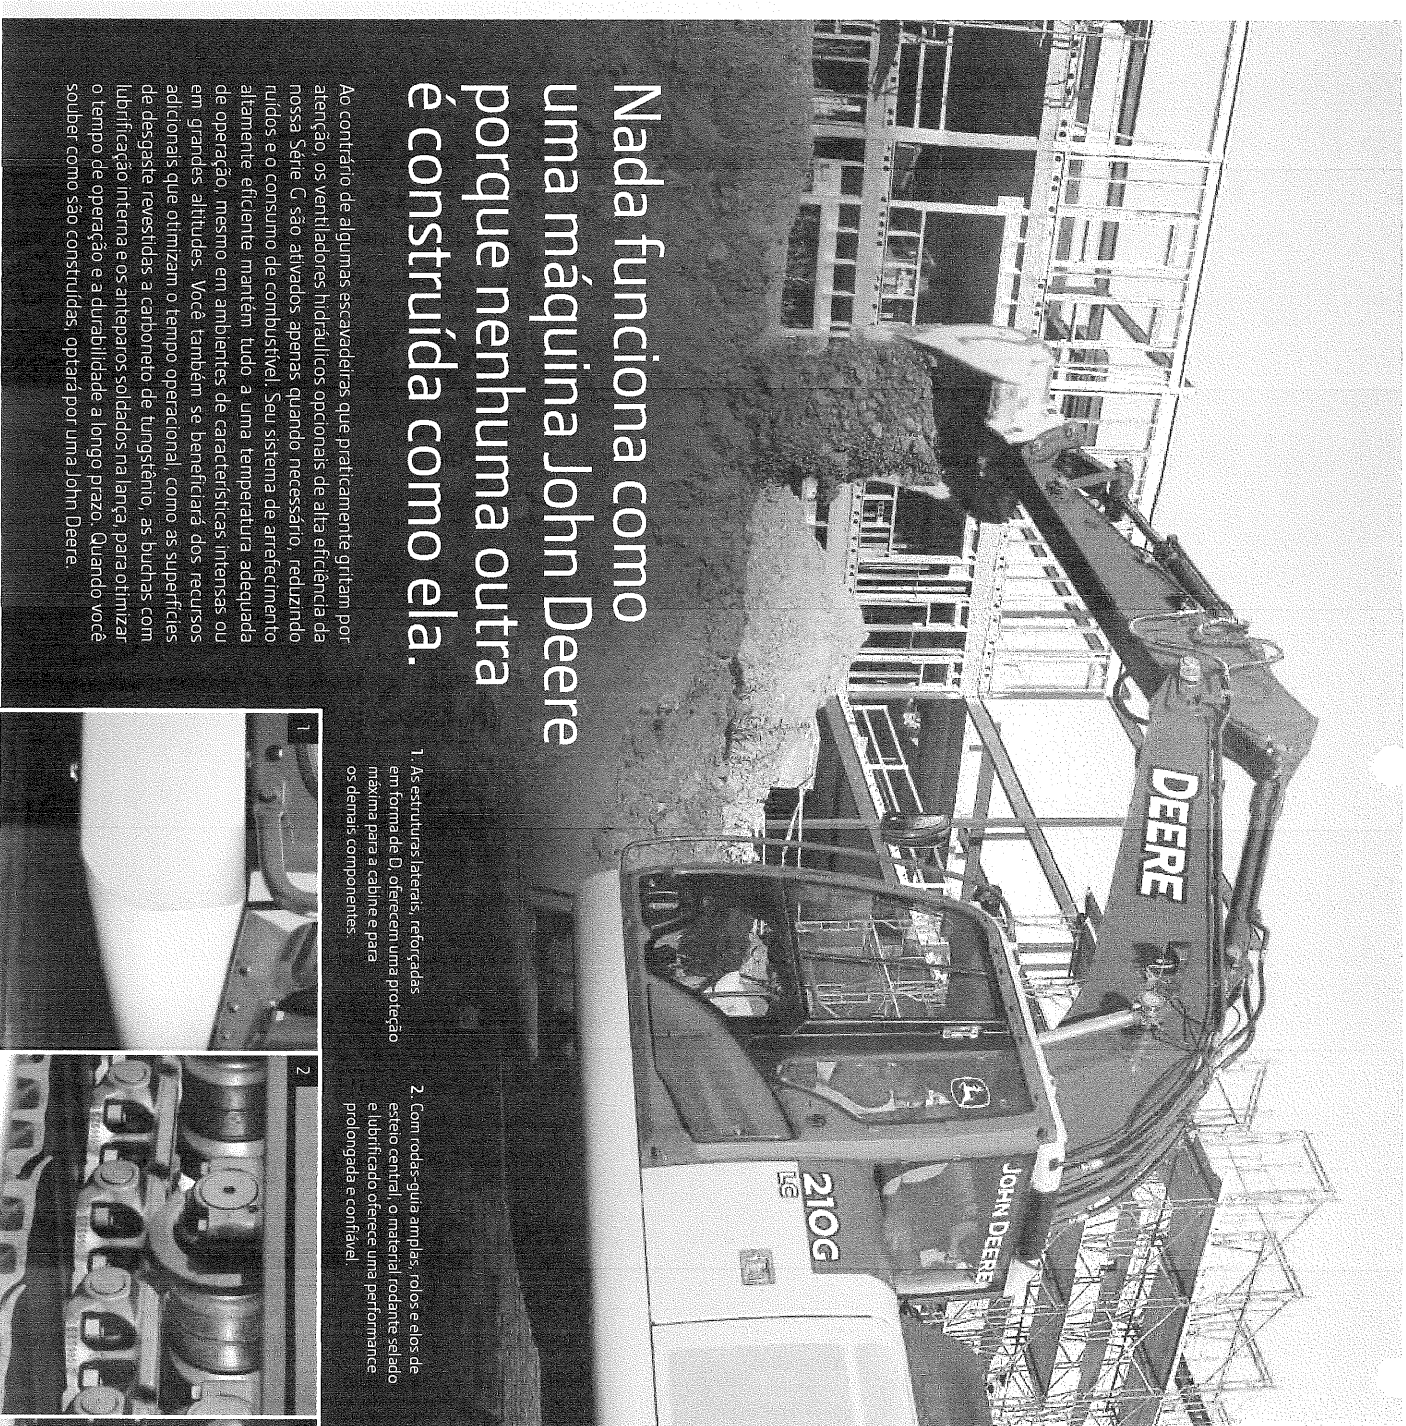 Nada funciona como
uma máquina John Deere
porque nenhuma outra
é construída como ela.
Ao contrário de algumas escavadeiras que praticamente gritam por
atenção, os ventiladores hidráulicos opcionais de alta eficiência da
nossa Série G são ativados apenas quando necessário, reduzindo
ruídos e o consumo de combustível. Seu sistema de arrefecimento
altamente eficiente mantém tudo a uma temperatura adequada
de operação, mesmo em ambientes de características intensas ou
em grandes altitudes. Você também se beneficiará dos recursos
adicionais que otimizam o tempo operacional, como as superfícies
de desgaste revestidas a carboneto de tungstênio, as buchas com
lubrificação interna e os anteparos soldados na lança, para otimizar
o tempo de operação e a durabilidade a longo prazo. Quando você
souber como são construídas, optará por uma John Deere.
1. As estruturas laterais, reforçadas
em forma de D, oferecem uma proteção
máxima para a cabine e para
os demais componentes.
2. Com rodas-guia amplas, rolos e elos de
esteio central, o material rodante selado
e lubrificado oferece uma performance
prolongada e confiável.
DEERE
JOHN DEERE
210G
LC
1
2